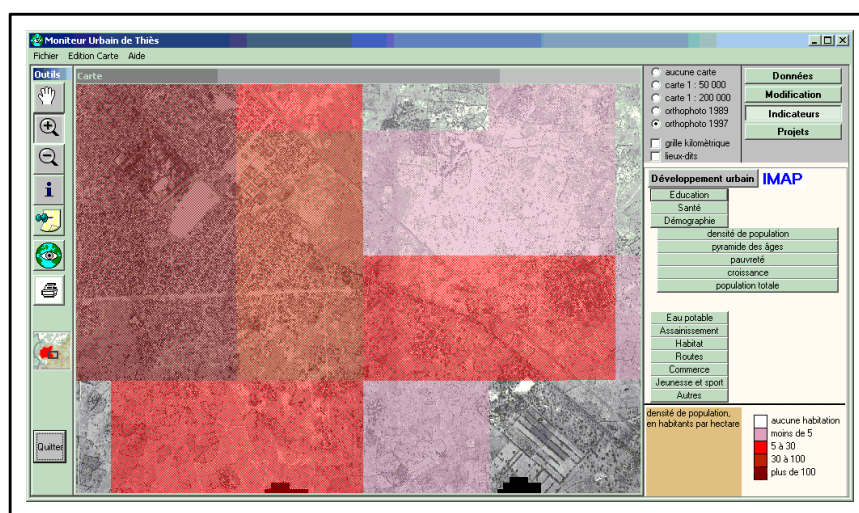 Moniteur Urbain de Thiès
Fichier Edition Carte Aide
Outils
Carte
aucune carte
carte 1 : 50 000
carte 1 : 200 000
orthophoto 1989
orthophoto 1997
grille kilomètrique
lieux-dits
Données
Modification
Indicateurs
Projets
Développement urbain IMAP
Education
Santé
Démographie
densité de population
pyramide des âges
pauvreté
croissance
population totale
Eau potable
Assainissement
Habitat
Routes
Commerce
Jeunesse et sport
Autres
Quitter
densité de population,
en habitants par hectare
aucune habitation
moins de 5
5 à 30
30 à 100
plus de 100